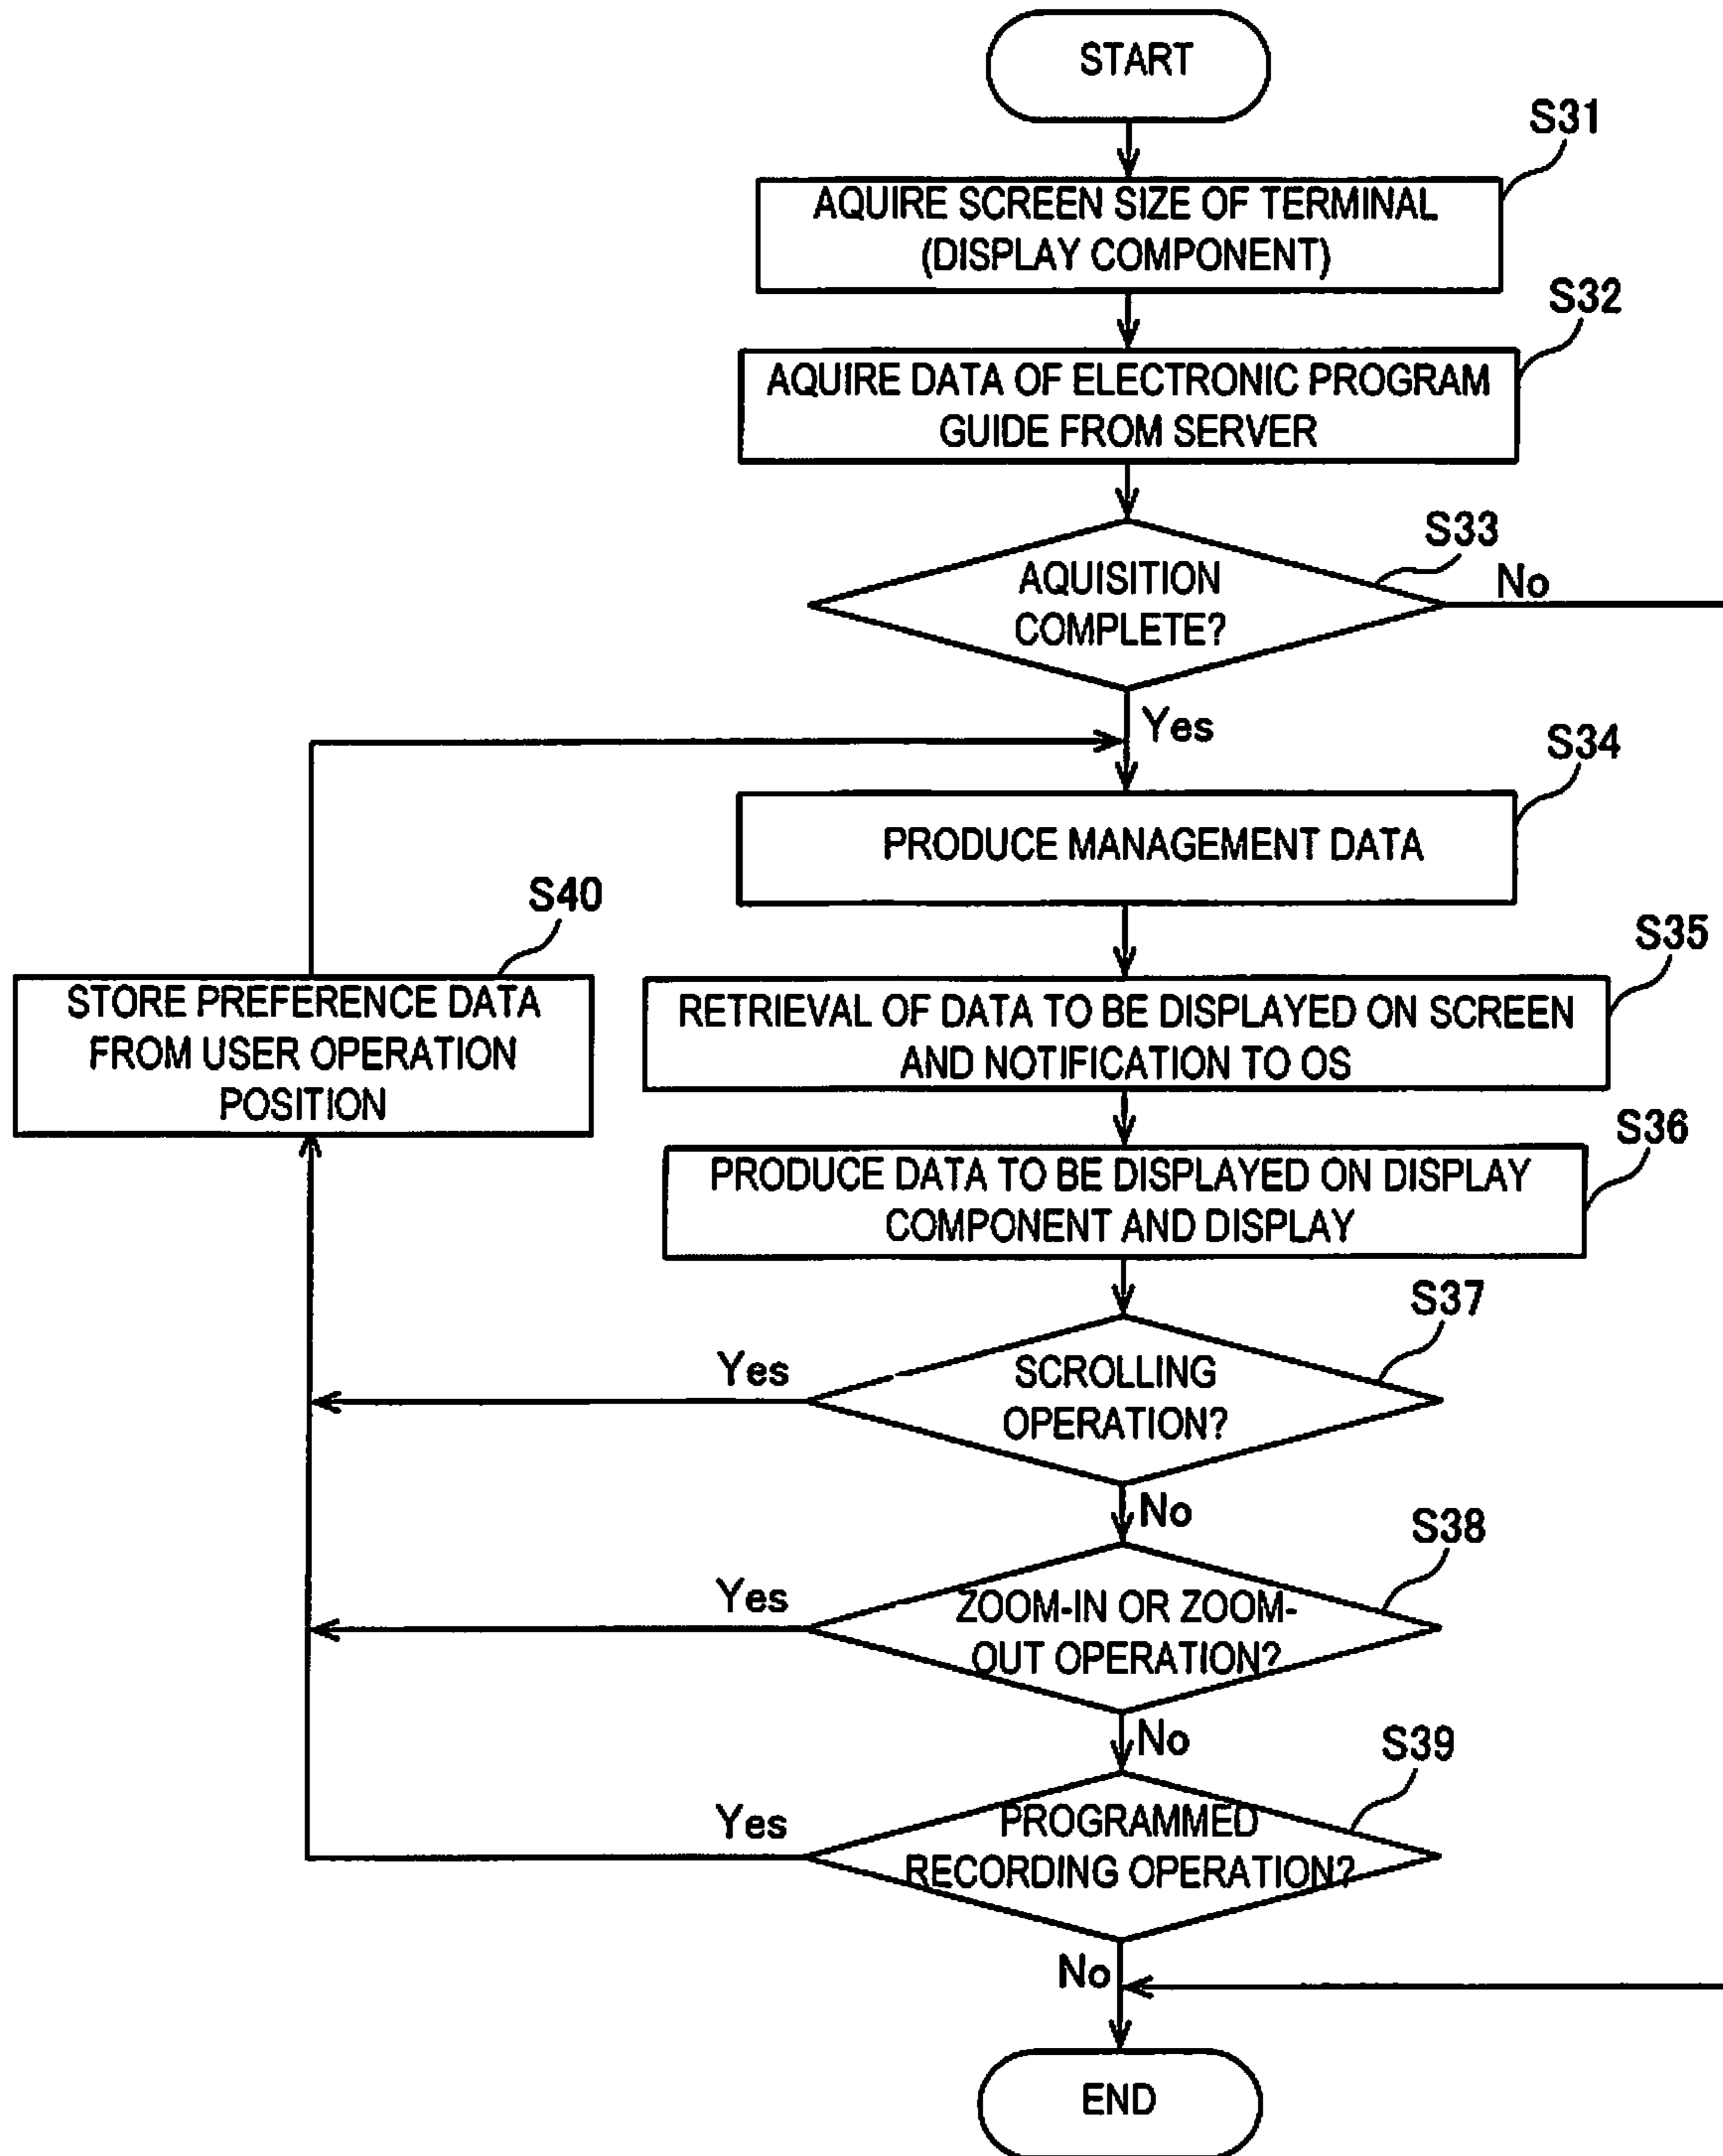 START
S31
AQUIRE SCREEN SIZE OF TERMINAL
(DISPLAY COMPONENT)
S32
AQUIRE DATA OF ELECTRONIC PROGRAM
GUIDE FROM SERVER
S33
AQUISITION
COMPLETE?
No
Yes
S34
PRODUCE MANAGEMENT DATA
S40
STORE PREFERENCE DATA
FROM USER OPERATION
POSITION
S35
RETRIEVAL OF DATA TO BE DISPLAYED ON SCREEN
AND NOTIFICATION TO OS
S36
PRODUCE DATA TO BE DISPLAYED ON DISPLAY
COMPONENT AND DISPLAY
S37
SCROLLING
OPERATION?
Yes
No
S38
ZOOM-IN OR ZOOM-
OUT OPERATION?
Yes
No
S39
PROGRAMMED
RECORDING OPERATION?
Yes
No
END